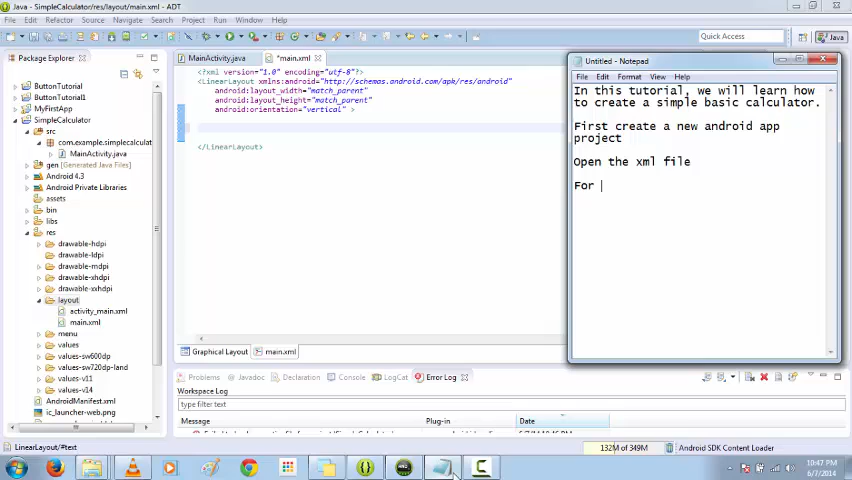 Java - SimpleCalculator/res/layout/main.xml - ADT
File Edit Refactor Source Navigate Search Project Run Window Help
Quick Access
Java
Package Explorer
ButtonTutorial
ButtonTutorial1
MyFirstApp
SimpleCalculator
src
com.example.simplecalculat
MainActivity.java
gen [Generated Java Files]
Android 4.3
Android Private Libraries
assets
bin
libs
res
drawable-hdpi
drawable-ldpi
drawable-mdpi
drawable-xhdpi
drawable-xxhdpi
layout
activity_main.xml
main.xml
menu
values
values-sw600dp
values-sw720dp-land
values-v11
values-v14
AndroidManifest.xml
ic_launcher-web.png
MainActivity.java
*main.xml
<?xml version="1.0" encoding="utf-8"?>
<LinearLayout xmlns:android="http://schemas.android.com/apk/res/android"
android:layout_width="match_parent"
android:layout_height="match_parent"
android:orientation="vertical" >
</LinearLayout>
Graphical Layout
main.xml
Untitled - Notepad
File Edit Format View Help
In this tutorial, we will learn how
to create a simple basic calculator.
First create a new android app
project
Open the xml file
For
Problems Javadoc Declaration Console LogCat Error Log
Workspace Log
type filter text
Message Plug-in Date
LinearLayout/#text
132M of 349M
Android SDK Content Loader
10:47 PM
6/7/2014